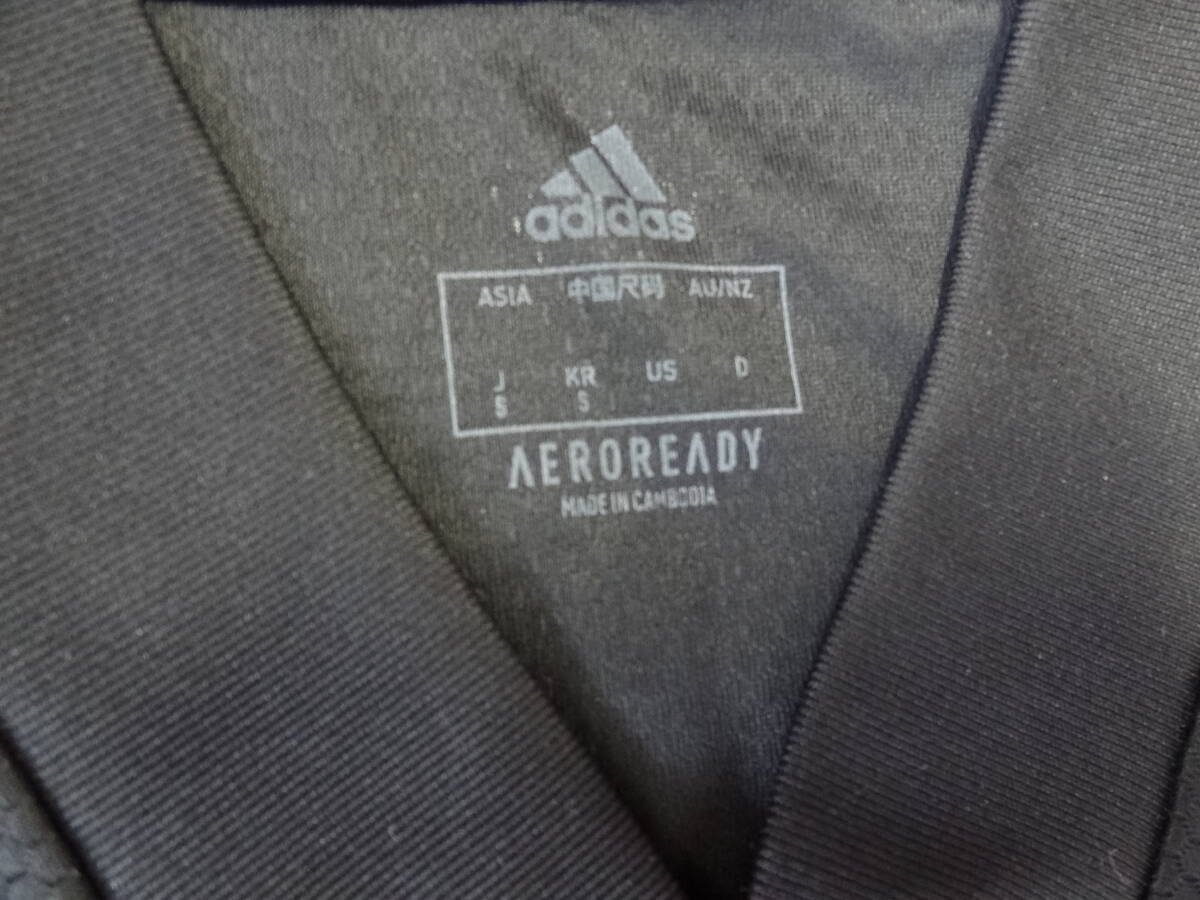 adidas
ASIA 中国尺码 AU/NZ
J KR US D
S S
AEROREADY
MADE IN CAMBODIA